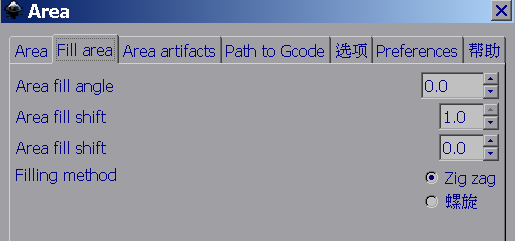 Area
Area Fill area Area artifacts Path to Gcode 选项 Preferences 帮助
Area fill angle 0.0
Area fill shift 1.0
Area fill shift 0.0
Filling method Zig zag
螺旋